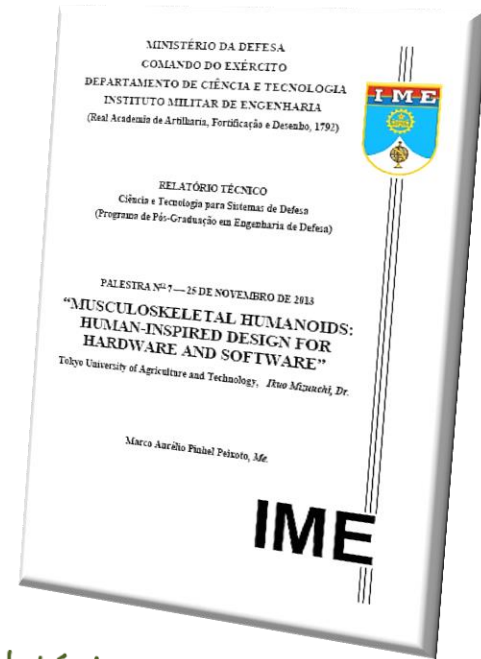 MINISTÉRIO DA DEFESA
COMANDO DO EXÉRCITO
DEPARTAMENTO DE CIÊNCIA E TECNOLOGIA
INSTITUTO MILITAR DE ENGENHARIA
(Real Academia de Artilharia, Fortificação e Desenho, 1792)
IME
RELATÓRIO TÉCNICO
Ciência e Tecnologia para Sistemas de Defesa
(Programa de Pós-Graduação em Engenharia de Defesa)
PALESTRA Nº 7 — 25 DE NOVEMBRO DE 2013
“MUSCULOSKELETAL HUMANOIDS:
HUMAN-INSPIRED DESIGN FOR
HARDWARE AND SOFTWARE”
Tokyo University of Agriculture and Technology, Ikuo Mizuuchi, Dr.
Marco Aurélio Pinhel Peixoto, Me.
IME